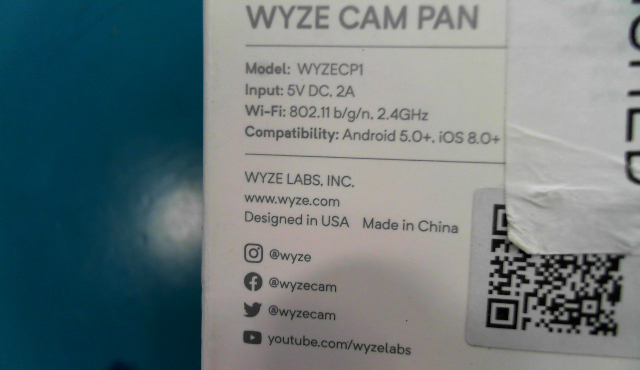 WYZE CAM PAN
Model: WYZECP1
Input: 5V DC, 2A
Wi-Fi: 802.11 b/g/n, 2.4GHz
Compatibility: Android 5.0+, iOS 8.0+
WYZE LABS, INC.
www.wyze.com
Designed in USA Made in China
@wyze
@wyzecam
@wyzecam
youtube.com/wyzelabs